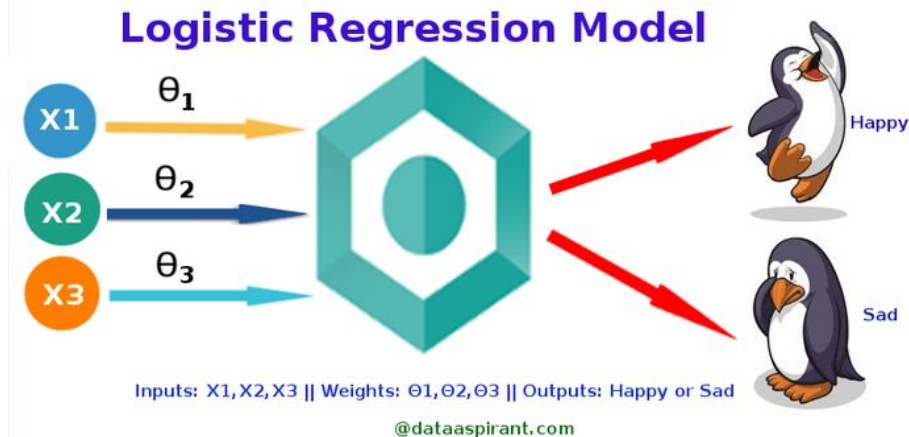 Logistic Regression Model
X1
θ1
X2
θ2
X3
θ3
Happy
Sad
Inputs: X1,X2,X3 || Weights: Θ1,Θ2,Θ3 || Outputs: Happy or Sad
@dataaspirant.com